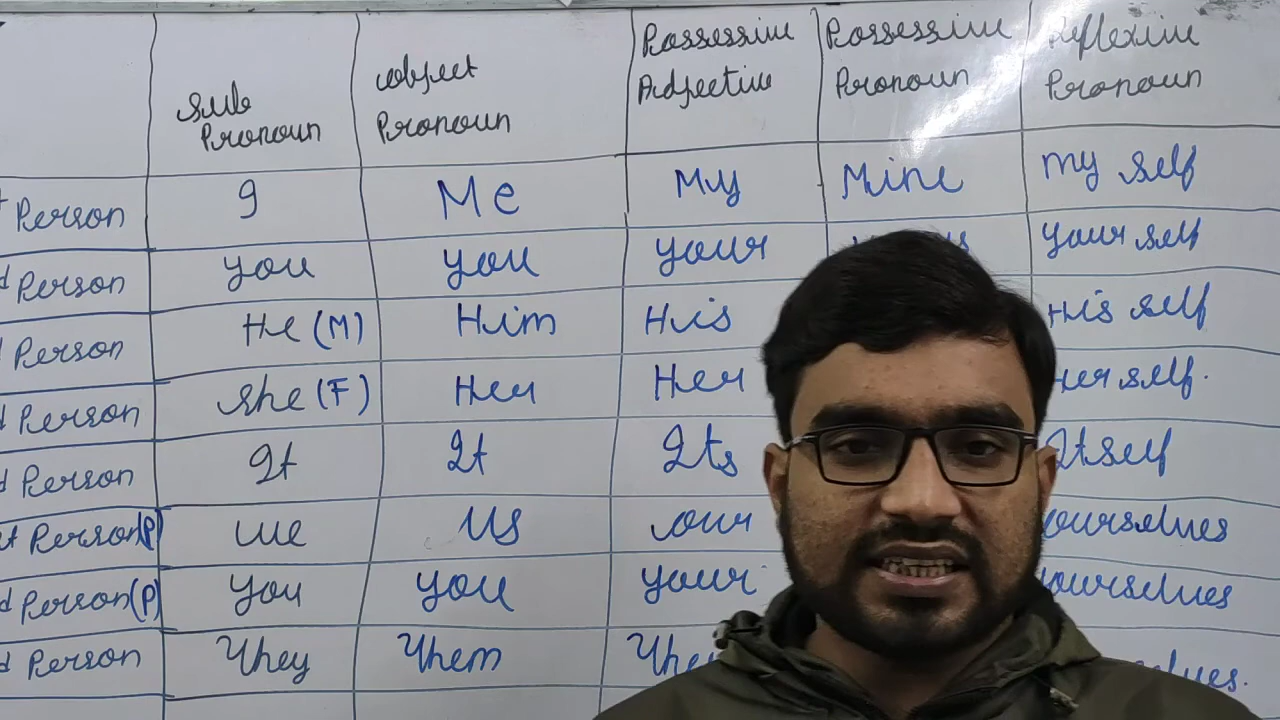 Sub Pronoun
Object Pronoun
Possessive Adjective
Possessive Pronoun
Reflexive Pronoun
Person I Me My Mine My self
Person You You Your Your self
Person He (M) Him His His self
Person She (F) Her Her Her self.
Person It It Its Itself
Person(P) We Us Our Ourselves
Person(P) You You Your Yourselves
Person They Them